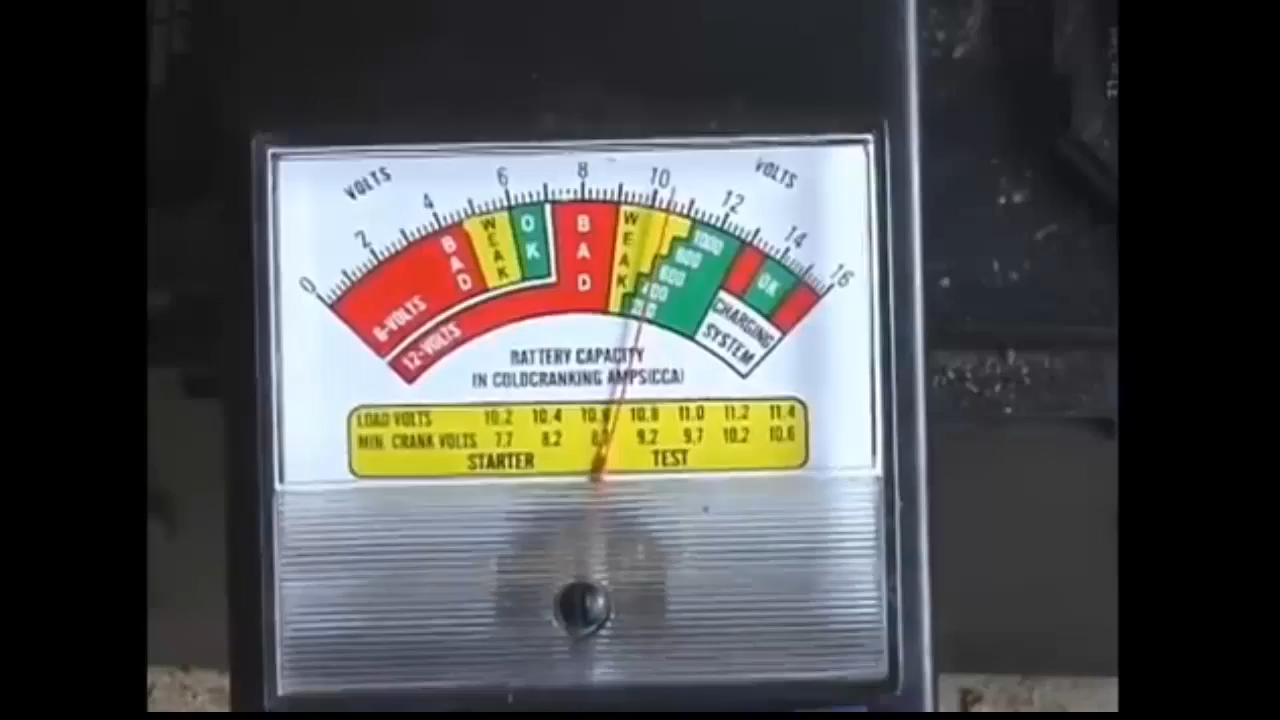 VOLTS VOLTS
0 2 4 6 8 10 12 14 16
BAD WEAK OK BAD WEAK OK
1000
800
600
400
6-VOLTS
12-VOLTS
CHARGING
SYSTEM
BATTERY CAPACITY
IN COLDCRANKING AMPS(CCA)
LOAD VOLTS 10.2 10.4 10.6 10.8 11.0 11.2 11.4
MIN. CRANK VOLTS 7.7 8.2 9.2 9.7 10.2 10.6
STARTER TEST